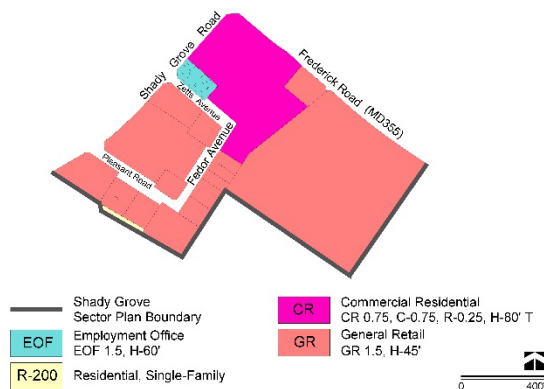 Shady Grove Road
Frederick Road (MD355)
Zetts Avenue
Fedor Avenue
Pleasant Road
Shady Grove
Sector Plan Boundary
EOF
Employment Office
EOF 1.5, H-60'
R-200
Residential, Single-Family
CR
Commercial Residential
CR 0.75, C-0.75, R-0.25, H-80' T
GR
General Retail
GR 1.5, H-45'
0
400'